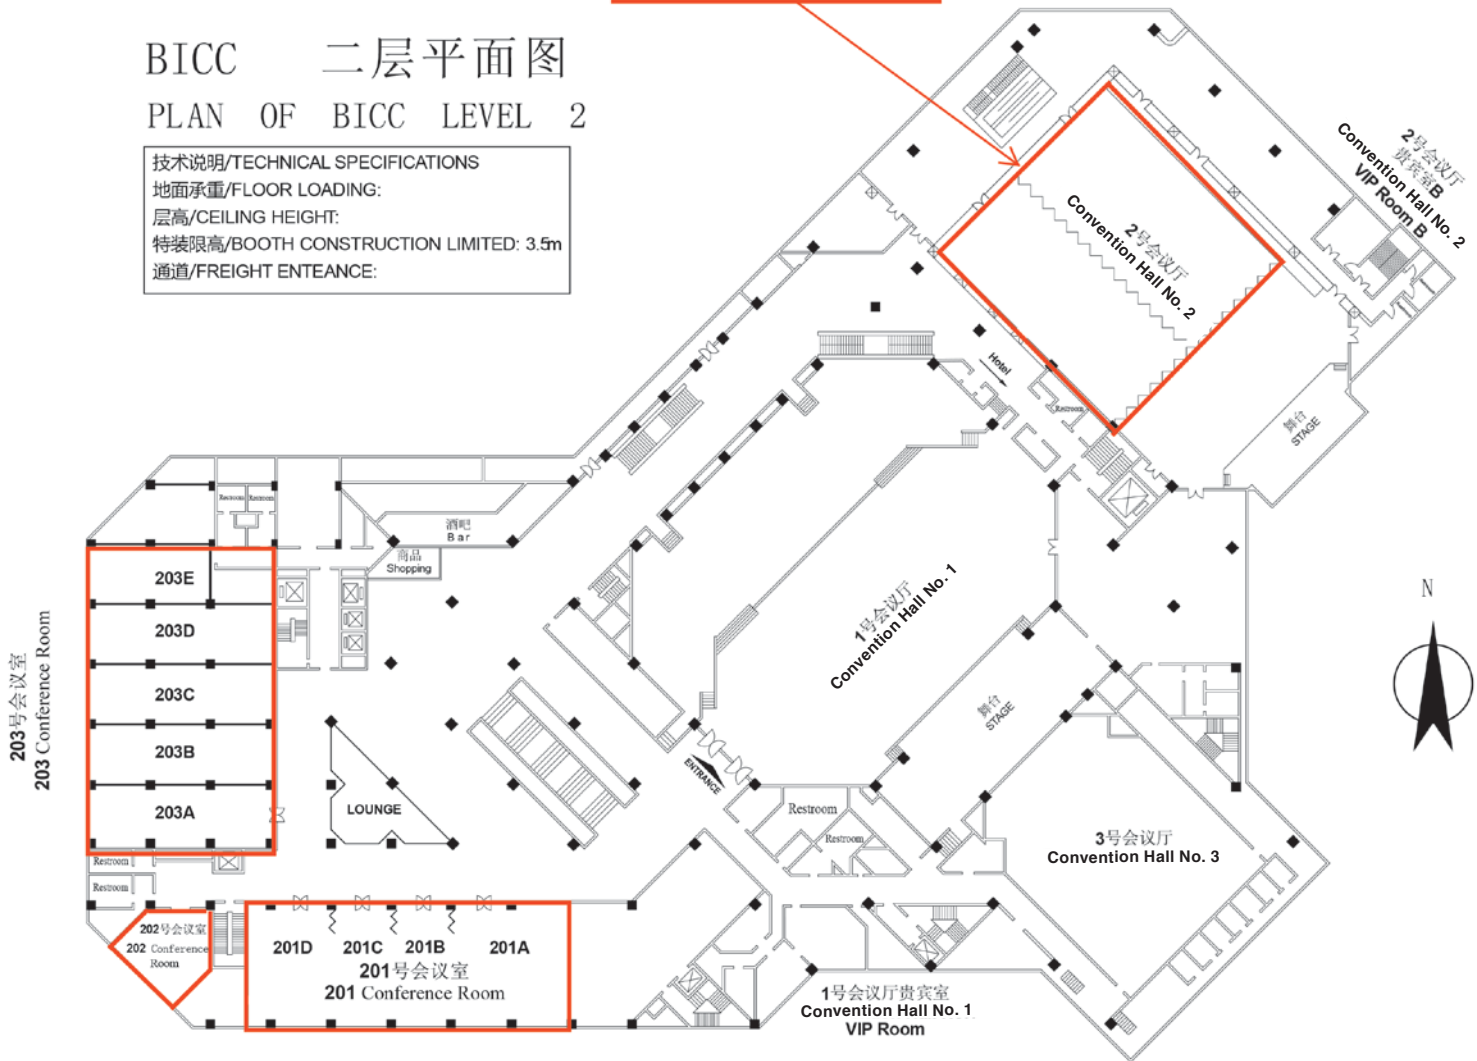 BICC 二层平面图
PLAN OF BICC LEVEL 2
技术说明/TECHNICAL SPECIFICATIONS
地面承重/FLOOR LOADING:
层高/CEILING HEIGHT:
特装限高/BOOTH CONSTRUCTION LIMITED: 3.5m
通道/FREIGHT ENTEANCE:
2号会议厅
贵宾室B
Convention Hall No. 2
VIP Room B
2号会议厅
Convention Hall No. 2
Hotel
Restroom
舞台
STAGE
Restroom
Restroom
酒吧
Bar
商品
Shopping
203E
203D
203C
203B
203A
203号会议室
203 Conference Room
1号会议厅
Convention Hall No. 1
N
舞台
STAGE
ENTRANCE
LOUNGE
Restroom
Restroom
3号会议厅
Convention Hall No. 3
Restroom
Restroom
202号会议室
202 Conference
Room
201D 201C 201B 201A
201号会议室
201 Conference Room
1号会议厅贵宾室
Convention Hall No. 1
VIP Room